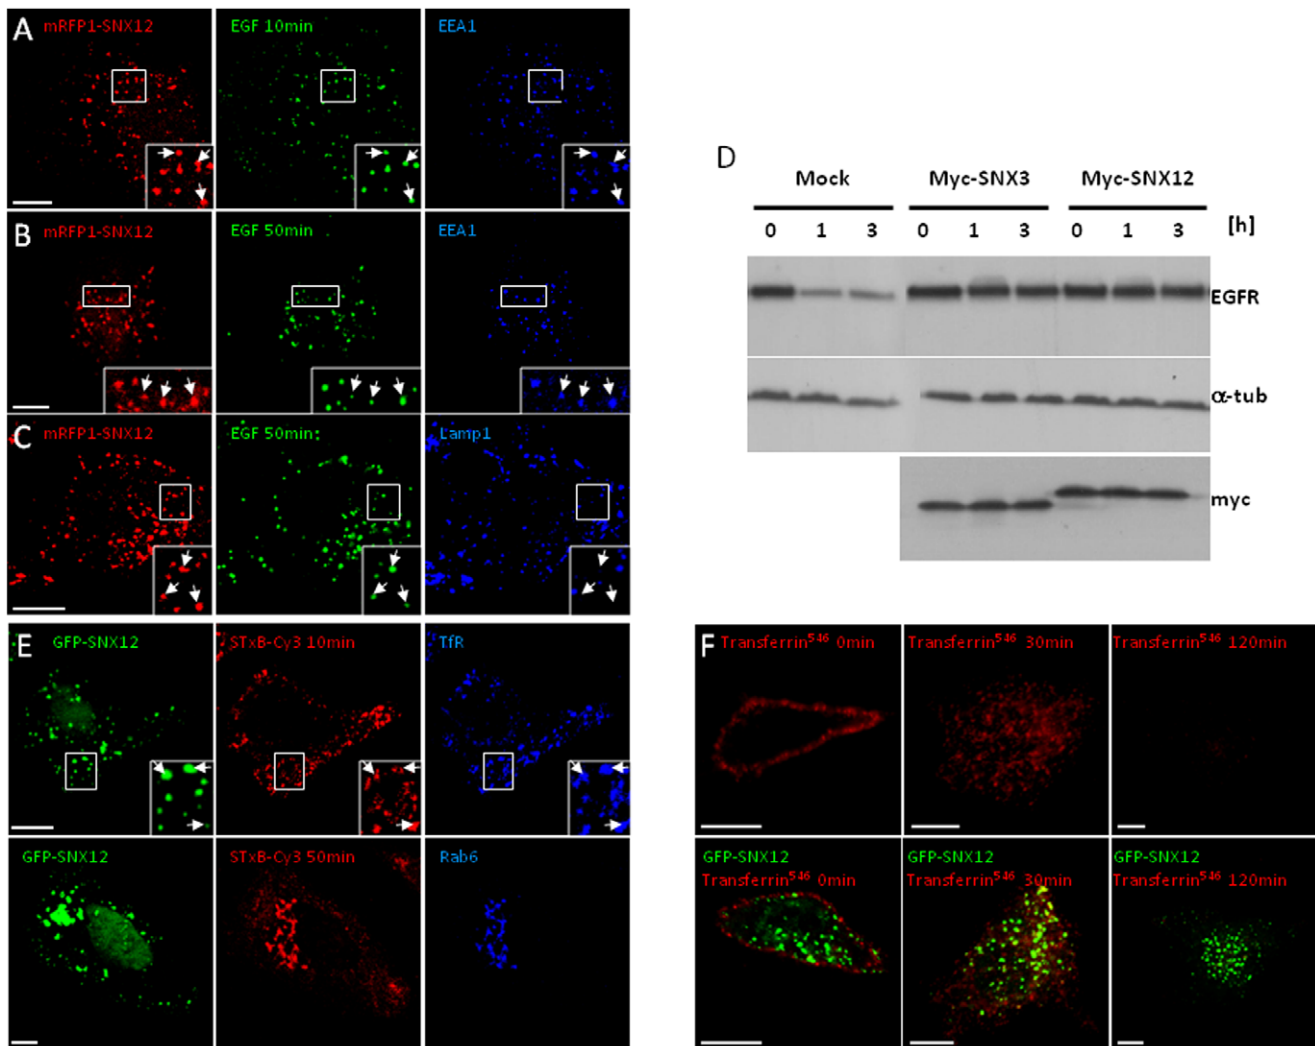 A mRFP1-SNX12 EGF 10min EEA1
B mRFP1-SNX12 EGF 50min EEA1
C mRFP1-SNX12 EGF 50min; Lamp1
D
Mock Myc-SNX3 Myc-SNX12
0 1 3 0 1 3 0 1 3 [h]
EGFR
α-tub
myc
E GFP-SNX12 STxB-Cy3 10min TfR
GFP-SNX12 STxB-Cy3 50min Rab6
F Transferrin⁵⁴⁶ 0min Transferrin⁵⁴⁶ 30min Transferrin⁵⁴⁶ 120min
GFP-SNX12 GFP-SNX12 GFP-SNX12
Transferrin⁵⁴⁶ 0min Transferrin⁵⁴⁶ 30min Transferrin⁵⁴⁶ 120min